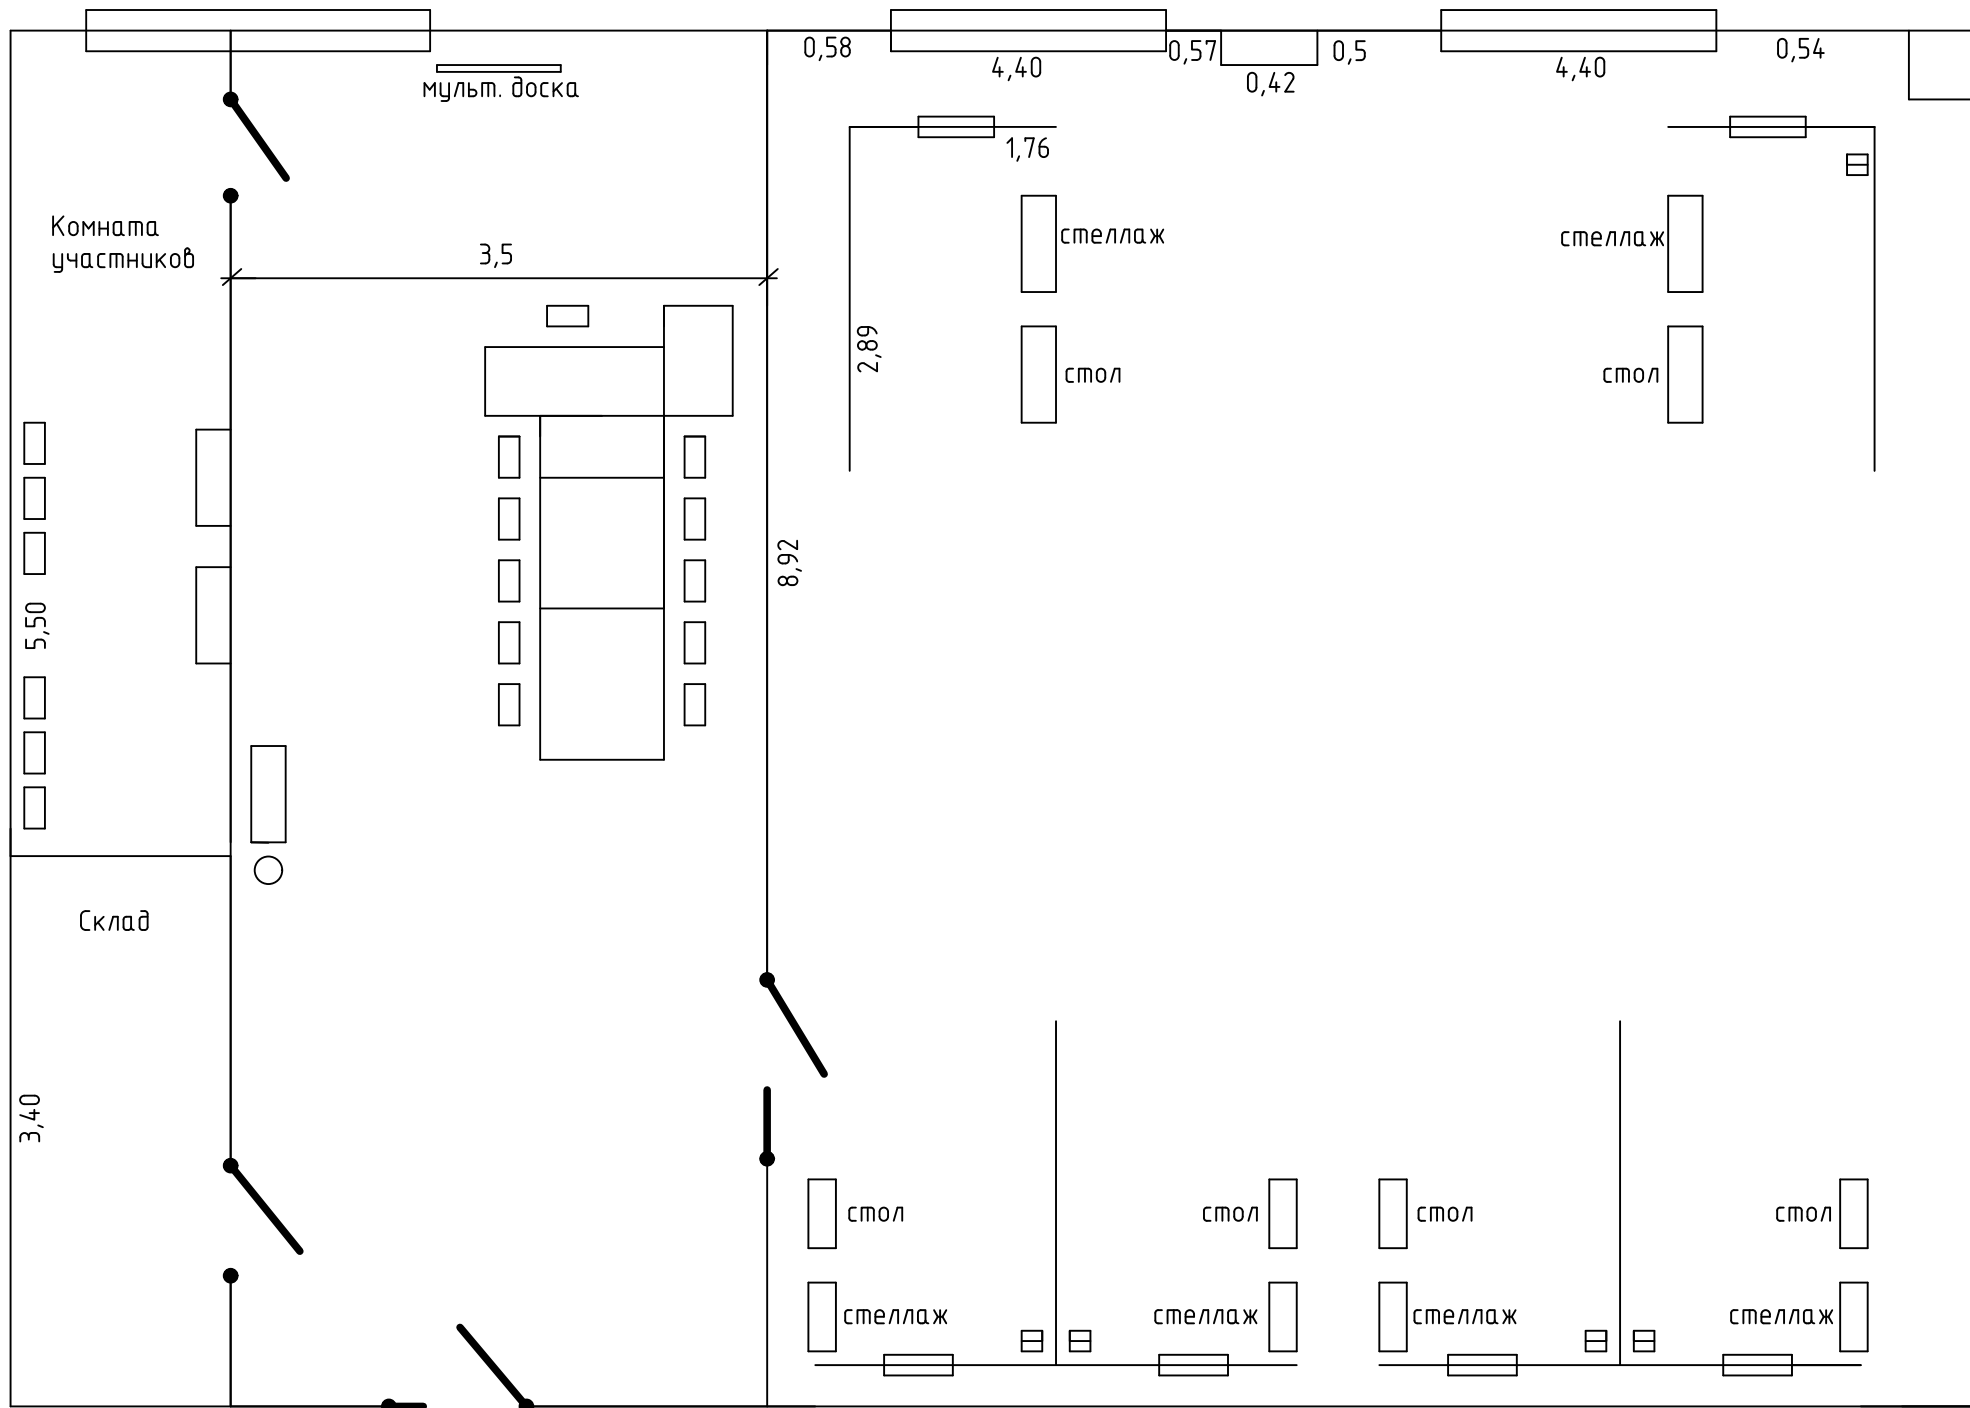 0,58
4,40
0,57
0,42
0,5
4,40
0,54
мульт. доска
1,76
Комната
участников
3,5
стеллаж
стеллаж
2,89
стол
стол
8,92
5,50
Склад
3,40
стол
стол
стол
стол
стеллаж
стеллаж
стеллаж
стеллаж